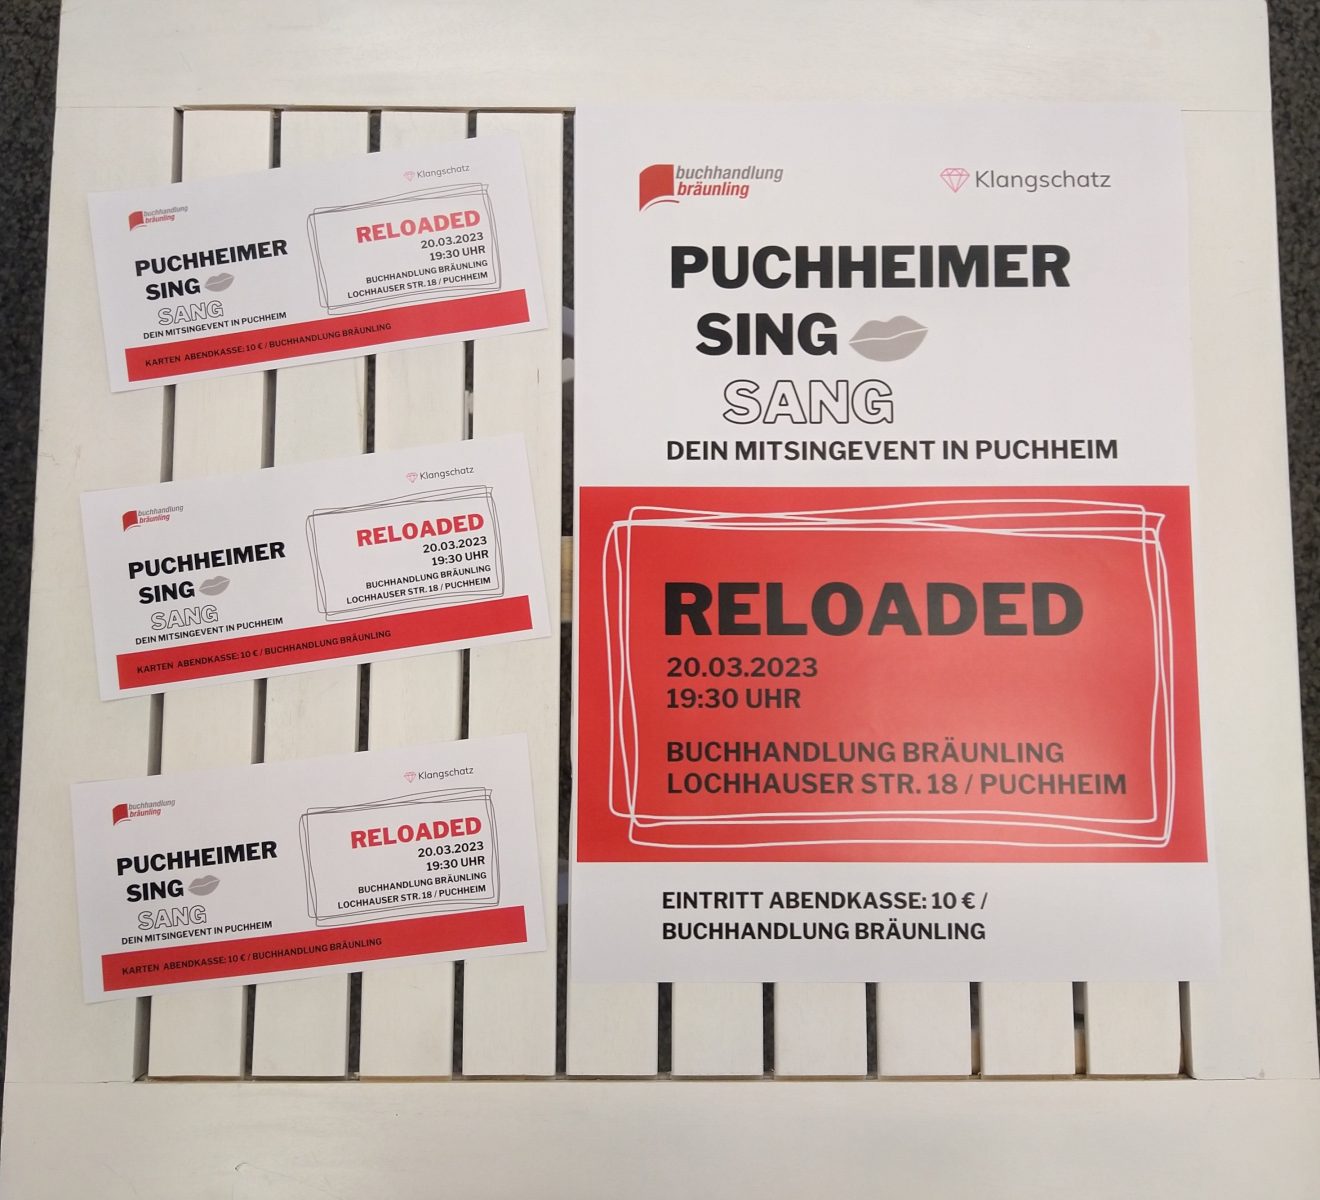 buchhandlung
bräunling
Klangschatz
PUCHHEIMER
SING
SANG
DEIN MITSINGEVENT IN PUCHHEIM
RELOADED
20.03.2023
19:30 UHR
BUCHHANDLUNG BRÄUNLING
LOCHHAUSER STR. 18 / PUCHHEIM
KARTEN ABENDKASSE: 10 € / BUCHHANDLUNG BRÄUNLING
buchhandlung
bräunling
Klangschatz
PUCHHEIMER
SING
SANG
DEIN MITSINGEVENT IN PUCHHEIM
RELOADED
20.03.2023
19:30 UHR
BUCHHANDLUNG BRÄUNLING
LOCHHAUSER STR. 18 / PUCHHEIM
KARTEN ABENDKASSE: 10 € / BUCHHANDLUNG BRÄUNLING
buchhandlung
bräunling
Klangschatz
PUCHHEIMER
SING
SANG
DEIN MITSINGEVENT IN PUCHHEIM
RELOADED
20.03.2023
19:30 UHR
BUCHHANDLUNG BRÄUNLING
LOCHHAUSER STR. 18 / PUCHHEIM
KARTEN ABENDKASSE: 10 € / BUCHHANDLUNG BRÄUNLING
buchhandlung
bräunling
Klangschatz
PUCHHEIMER
SING
SANG
DEIN MITSINGEVENT IN PUCHHEIM
RELOADED
20.03.2023
19:30 UHR
BUCHHANDLUNG BRÄUNLING
LOCHHAUSER STR. 18 / PUCHHEIM
EINTRITT ABENDKASSE: 10 € /
BUCHHANDLUNG BRÄUNLING